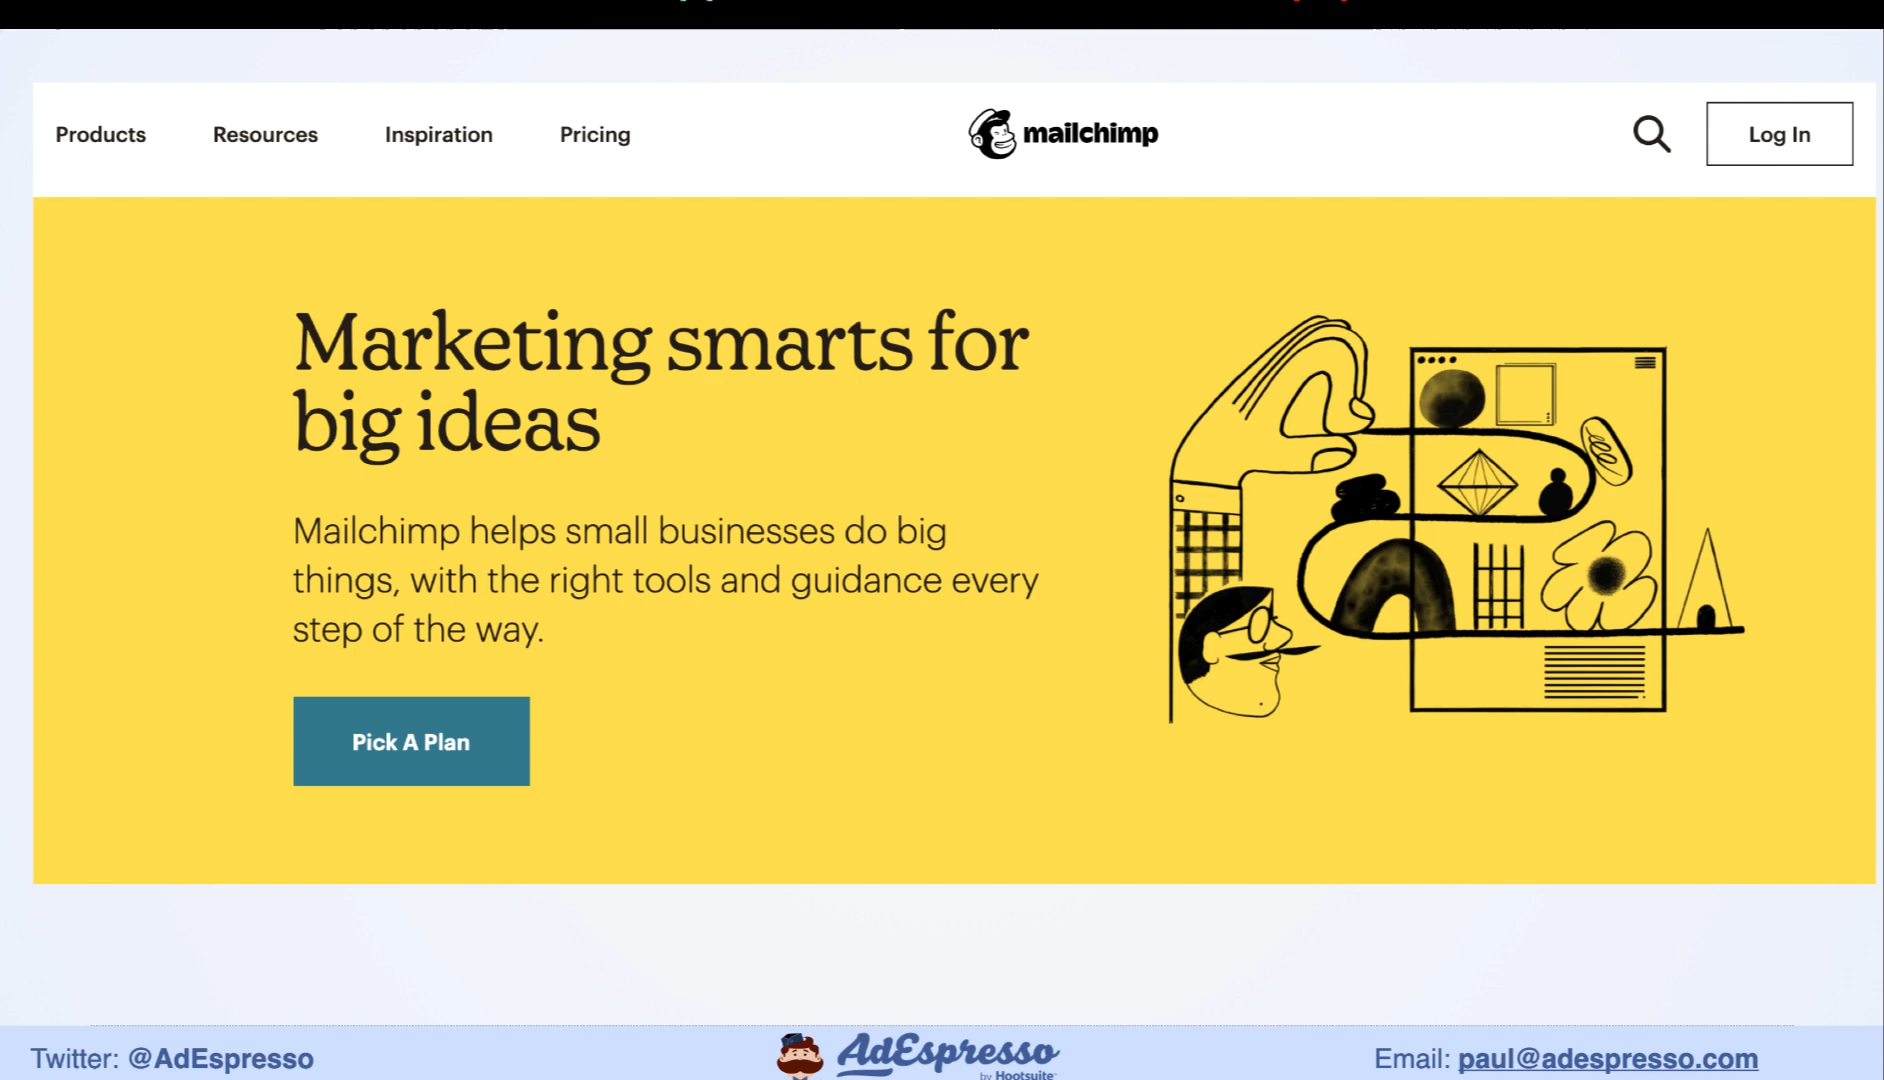 Products Resources Inspiration Pricing mailchimp Log In
Marketing smarts for
big ideas
Mailchimp helps small businesses do big
things, with the right tools and guidance every
step of the way.
Pick A Plan
Twitter: @AdEspresso AdEspresso Email: paul@adespresso.com
by Hootsuite